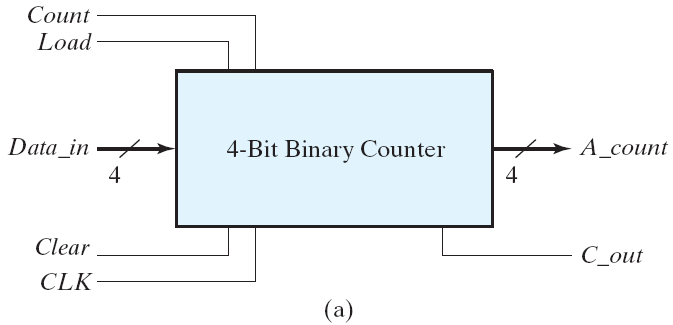 Count
Load
Data_in
4
4-Bit Binary Counter
4
A_count
Clear
CLK
C_out
(a)